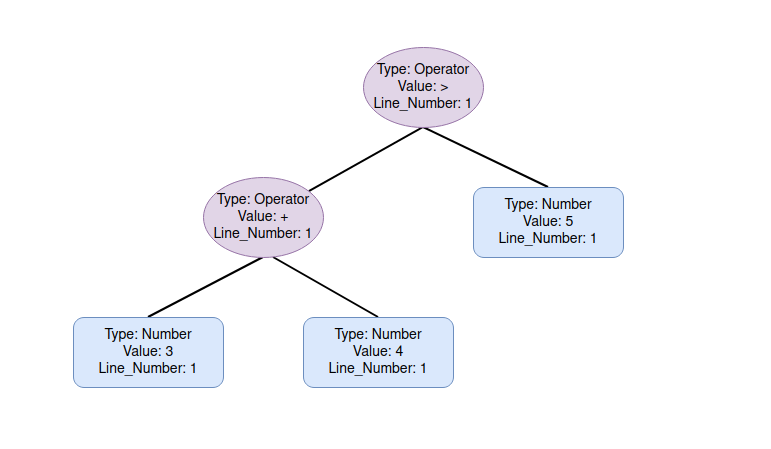 Type: Operator
Value: >
Line_Number: 1
Type: Operator
Value: +
Line_Number: 1
Type: Number
Value: 5
Line_Number: 1
Type: Number
Value: 3
Line_Number: 1
Type: Number
Value: 4
Line_Number: 1